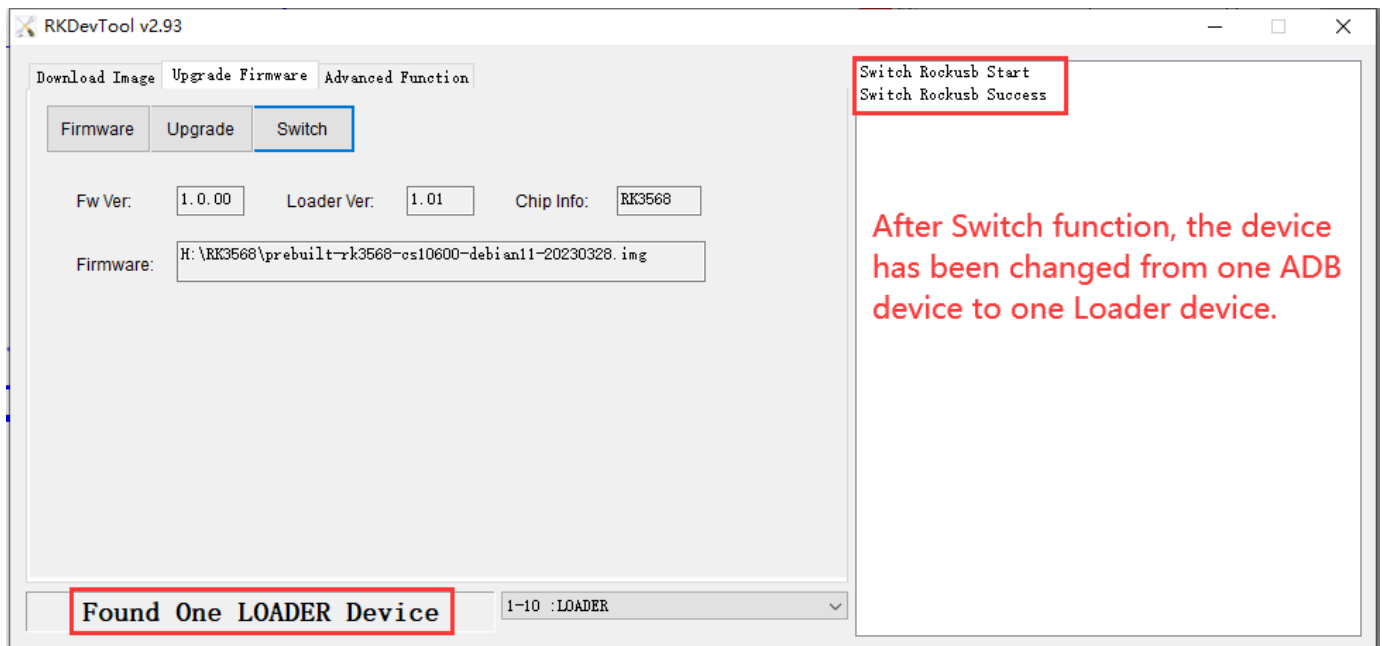 RKDevTool v2.93
Download Image Upgrade Firmware Advanced Function
Firmware Upgrade Switch
Fw Ver: 1.0.00 Loader Ver: 1.01 Chip Info: RK3568
Firmware: H:\RK3568\prebuilt-rk3568-cs10600-debian11-20230328.img
Found One LOADER Device
1-10 :LOADER
Switch Rockusb Start
Switch Rockusb Success
After Switch function, the device
has been changed from one ADB
device to one Loader device.